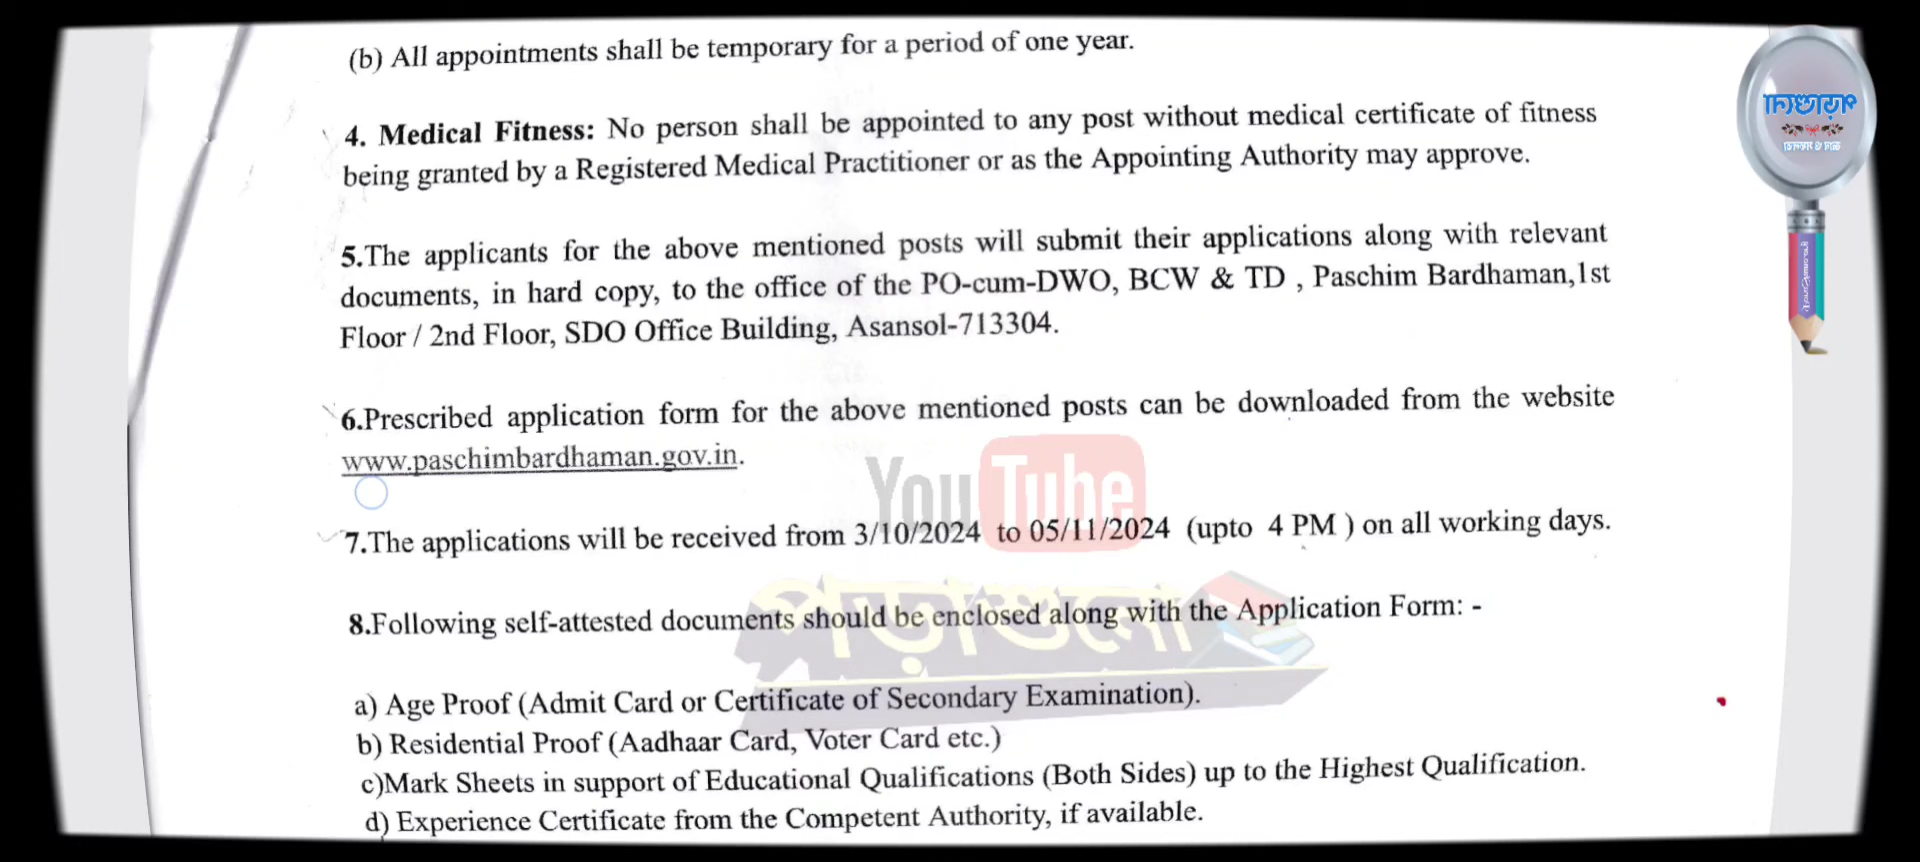 (b) All appointments shall be temporary for a period of one year.
4. Medical Fitness: No person shall be appointed to any post without medical certificate of fitness
being granted by a Registered Medical Practitioner or as the Appointing Authority may approve.
5.The applicants for the above mentioned posts will submit their applications along with relevant
documents, in hard copy, to the office of the PO-cum-DWO, BCW & TD , Paschim Bardhaman,1st
Floor / 2nd Floor, SDO Office Building, Asansol-713304.
6.Prescribed application form for the above mentioned posts can be downloaded from the website
www.paschimbardhaman.gov.in.
YouTube
7.The applications will be received from 3/10/2024 to 05/11/2024 (upto 4 PM ) on all working days.
8.Following self-attested documents should be enclosed along with the Application Form: -
পড়াশুনো
a) Age Proof (Admit Card or Certificate of Secondary Examination).
b) Residential Proof (Aadhaar Card, Voter Card etc.)
c)Mark Sheets in support of Educational Qualifications (Both Sides) up to the Highest Qualification.
d) Experience Certificate from the Competent Authority, if available.